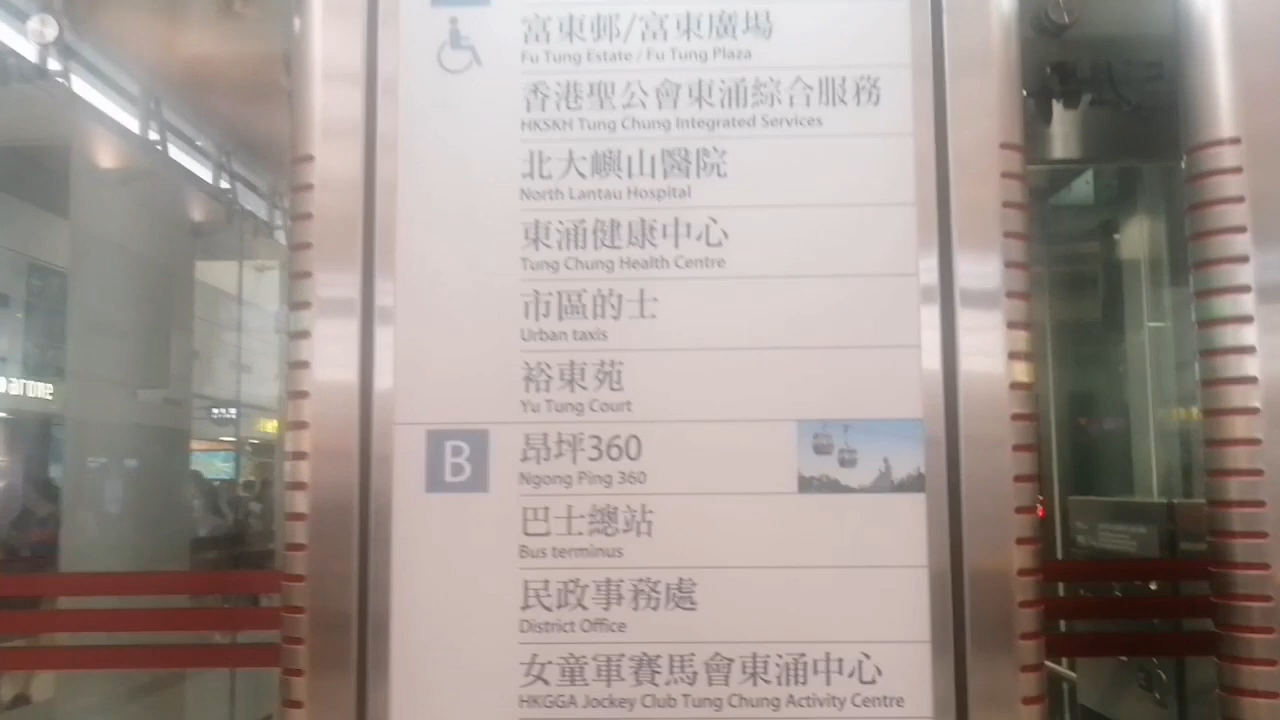 富東邨/富東廣場
Fu Tung Estate / Fu Tung Plaza
香港聖公會東涌綜合服務
HKSKH Tung Chung Integrated Services
北大嶼山醫院
North Lantau Hospital
東涌健康中心
Tung Chung Health Centre
市區的士
Urban taxis
裕東苑
Yu Tung Court
B
昂坪360
Ngong Ping 360
巴士總站
Bus terminus
民政事務處
District Office
女童軍賽馬會東涌中心
HKGGA Jockey Club Tung Chung Activity Centre